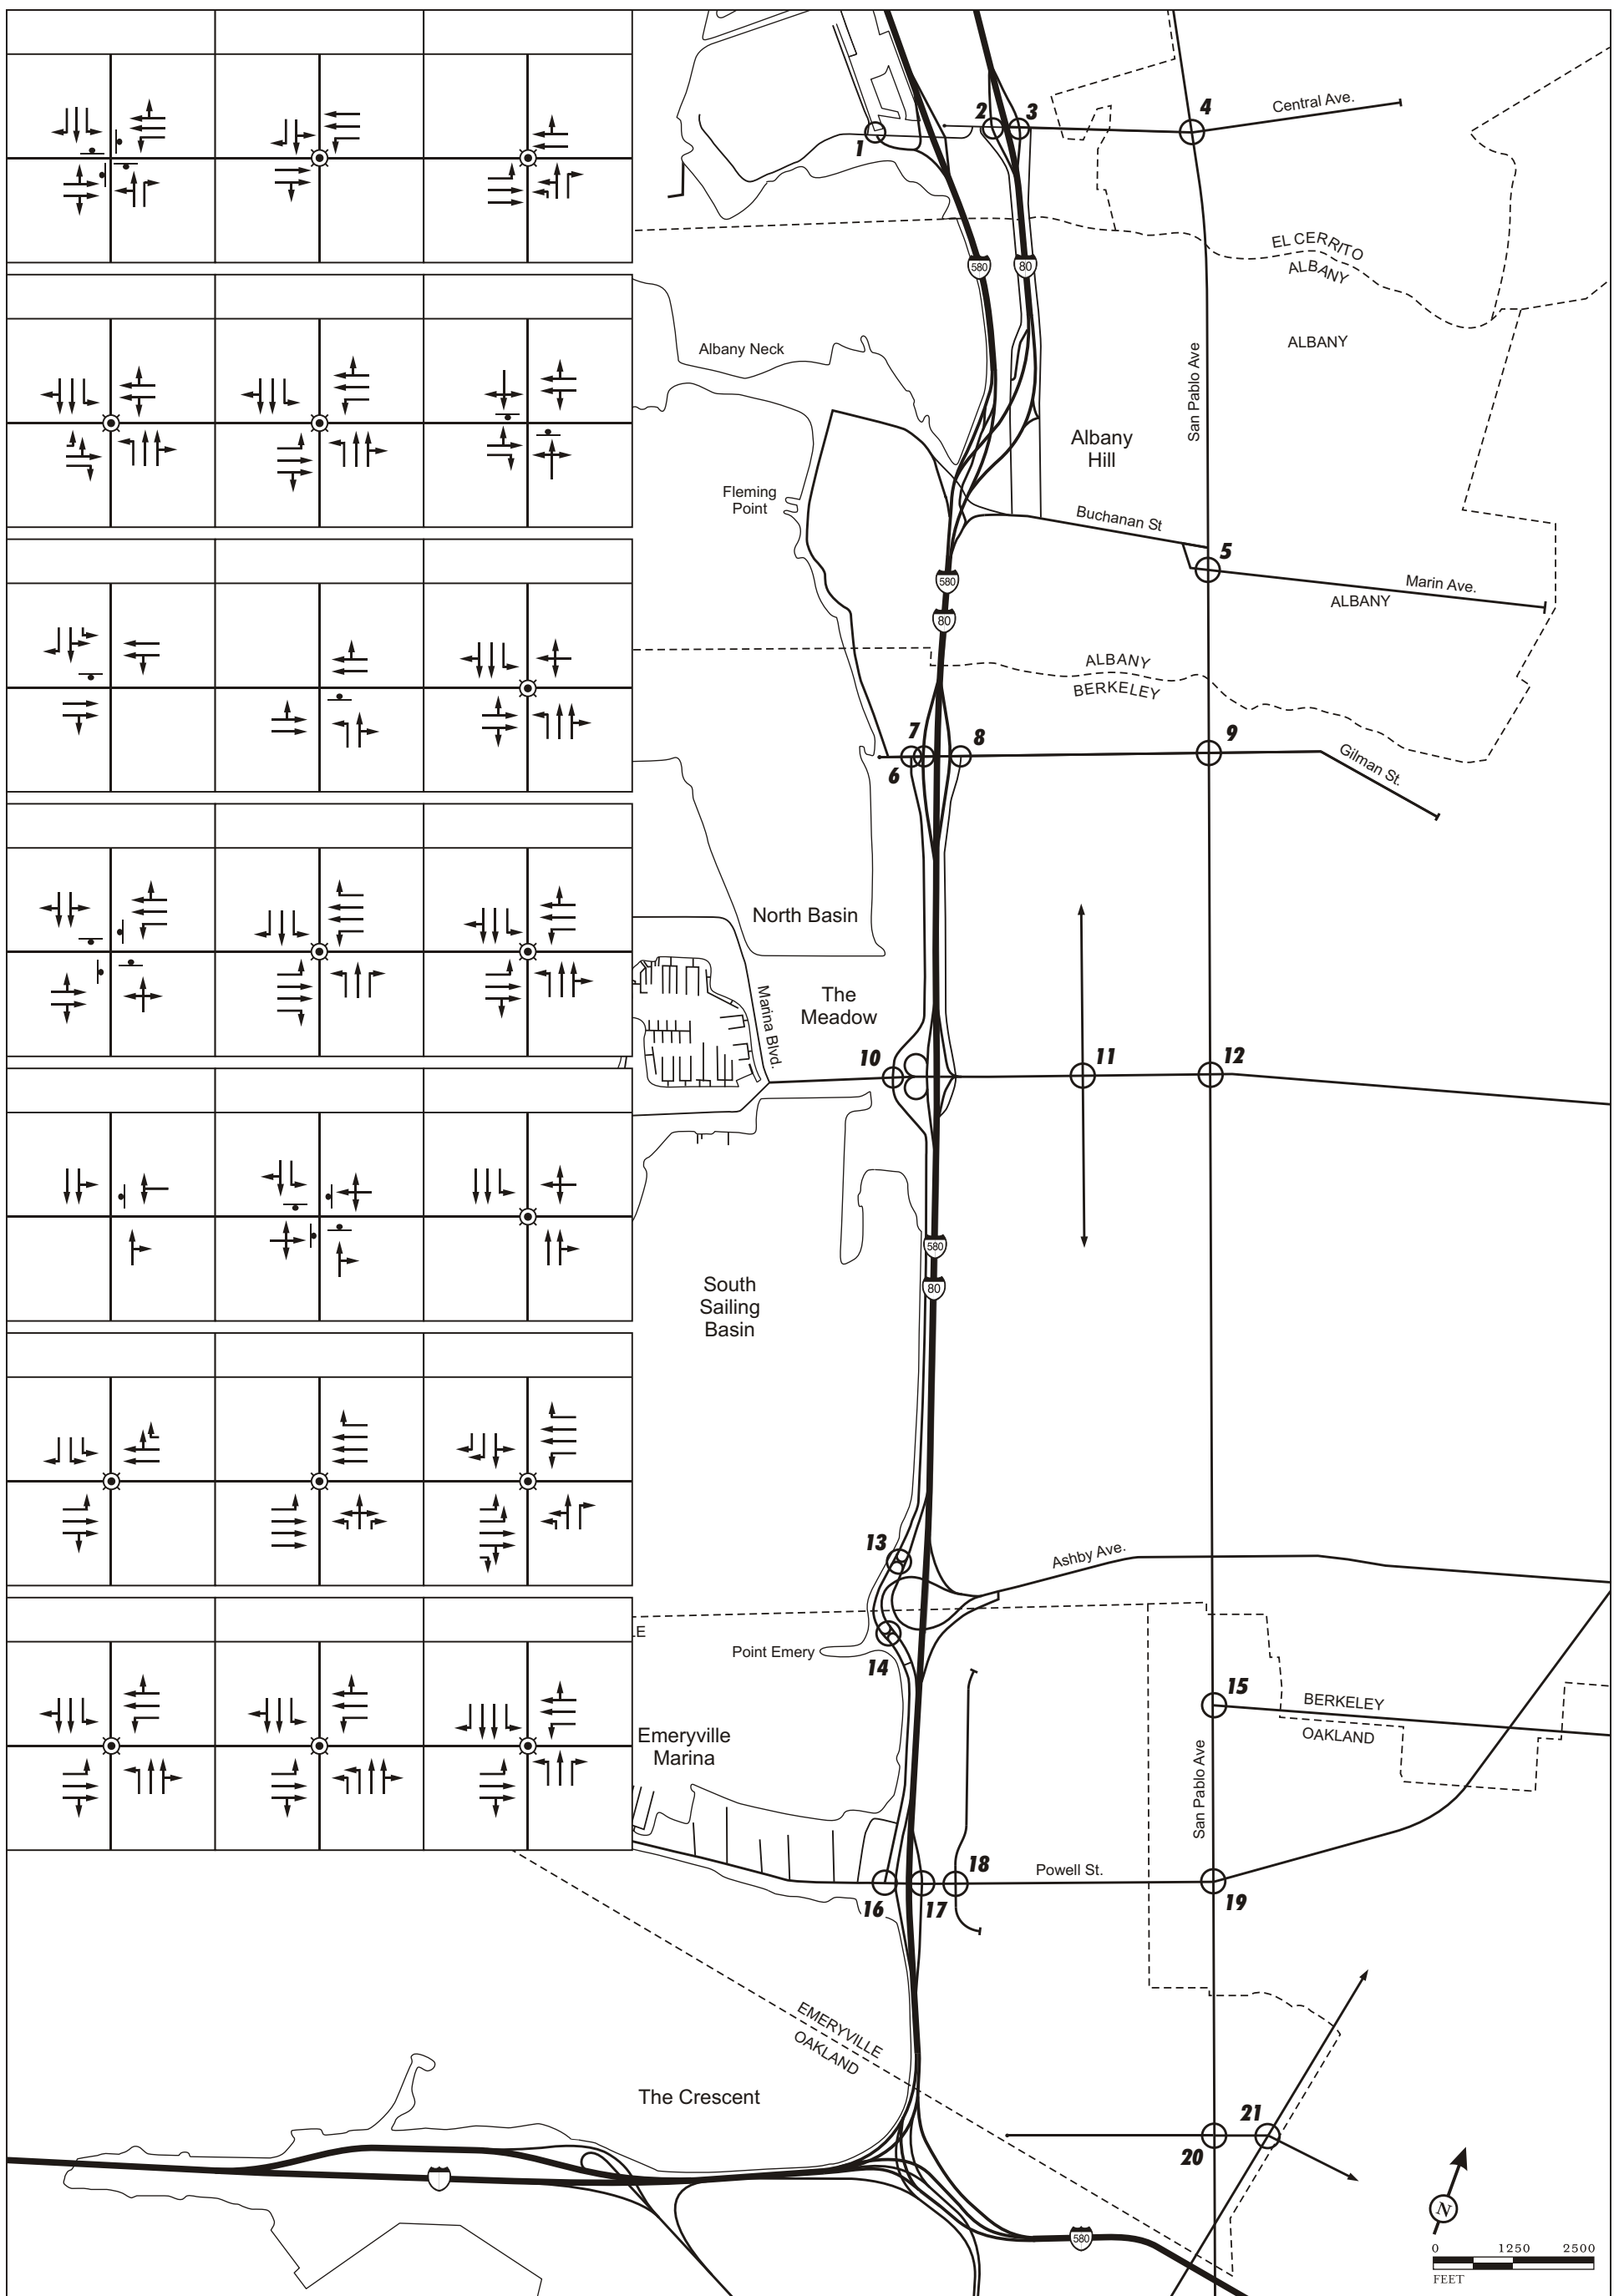 2
3
4
Central Ave.
1
EL CERRITO
ALBANY
580
80
ALBANY
San Pablo Ave
Albany Neck
Albany
Hill
Fleming
Point
Buchanan St
5
580
Marin Ave.
ALBANY
80
ALBANY
BERKELEY
7
8
9
6
Gilman St.
North Basin
The
Meadow
Marina Blvd.
10
11
12
580
80
South
Sailing
Basin
13
Ashby Ave.
LE
Point Emery
14
15
BERKELEY
OAKLAND
Emeryville
Marina
San Pablo Ave
18
Powell St.
16
17
19
EMERYVILLE
OAKLAND
The Crescent
21
20
N
580
0 1250 2500
FEET